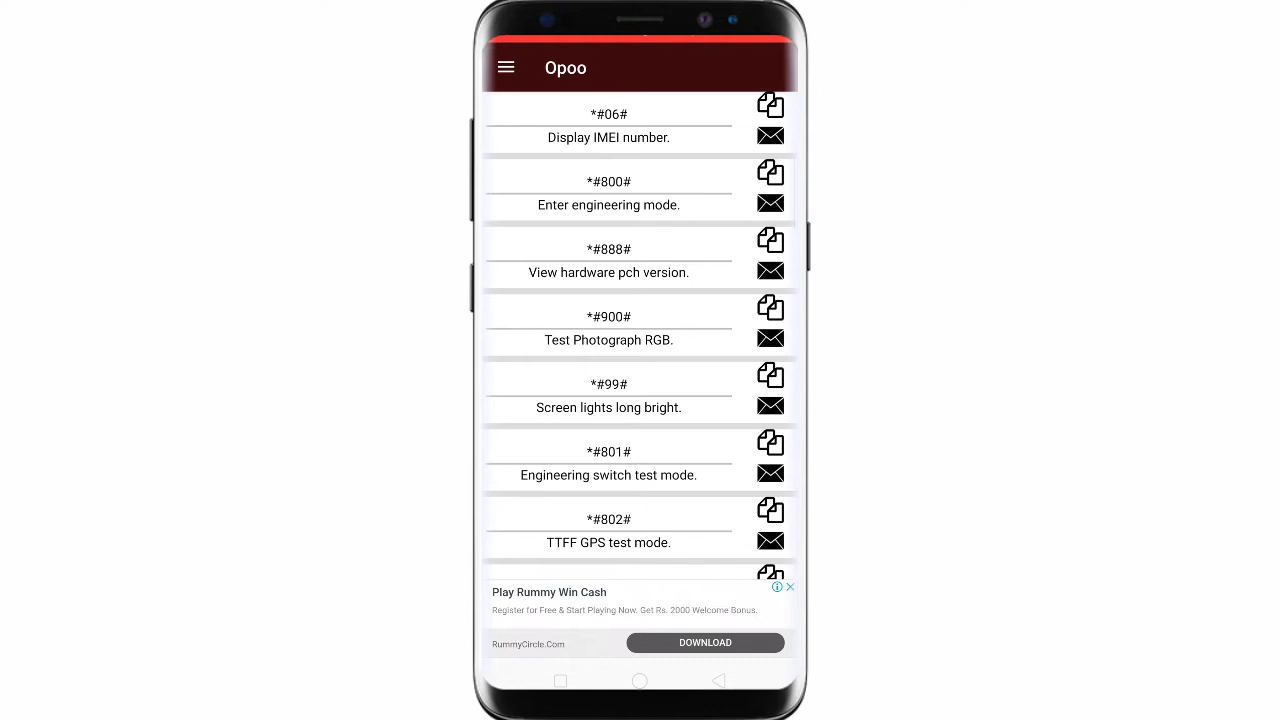 Opoo
*#06#
Display IMEI number.
*#800#
Enter engineering mode.
*#888#
View hardware pch version.
*#900#
Test Photograph RGB.
*#99#
Screen lights long bright.
*#801#
Engineering switch test mode.
*#802#
TTFF GPS test mode.
Play Rummy Win Cash
Register for Free & Start Playing Now. Get Rs. 2000 Welcome Bonus.
RummyCircle.Com
DOWNLOAD